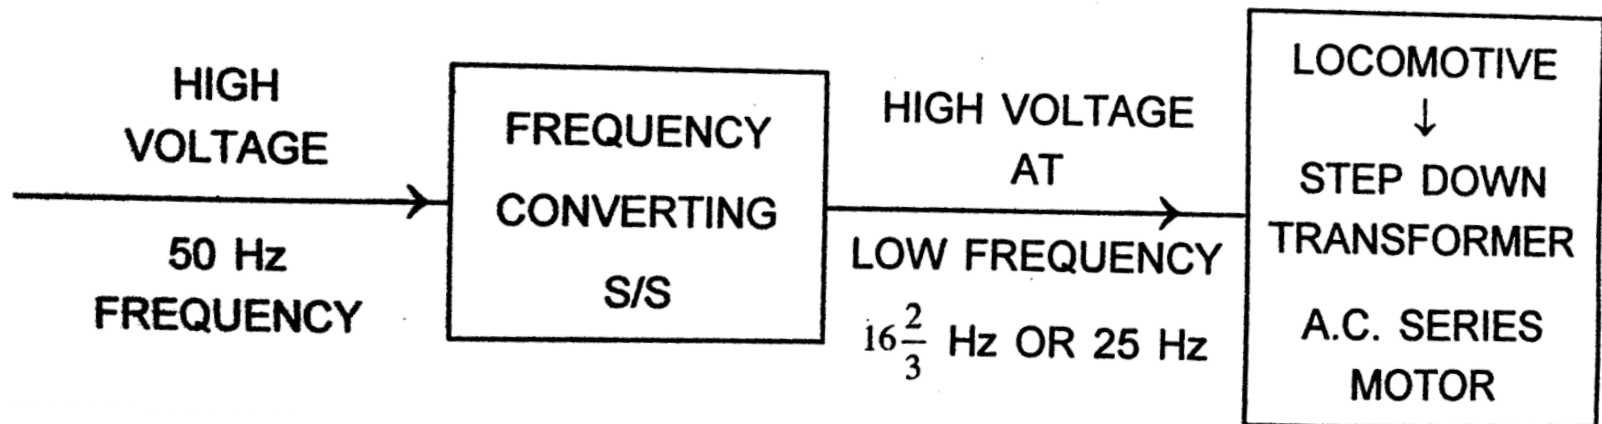 HIGH
VOLTAGE
50 Hz
FREQUENCY
FREQUENCY
CONVERTING
S/S
HIGH VOLTAGE
AT
LOW FREQUENCY
16 2/3 Hz OR 25 Hz
LOCOMOTIVE
↓
STEP DOWN
TRANSFORMER
A.C. SERIES
MOTOR